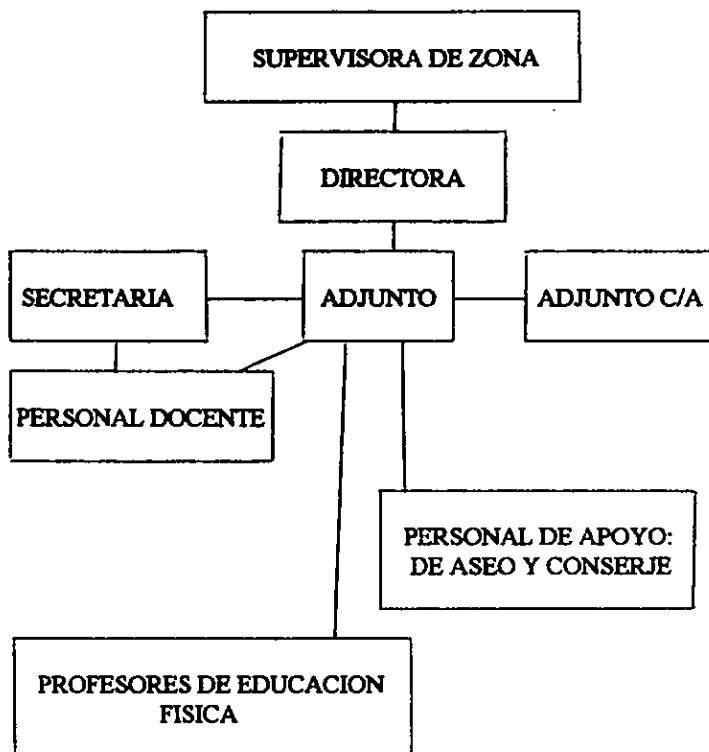 SUPERVISORA DE ZONA
DIRECTORA
SECRETARIA
ADJUNTO
ADJUNTO C/A
PERSONAL DOCENTE
PERSONAL DE APOYO:
DE ASEO Y CONSERJE
PROFESORES DE EDUCACION
FISICA